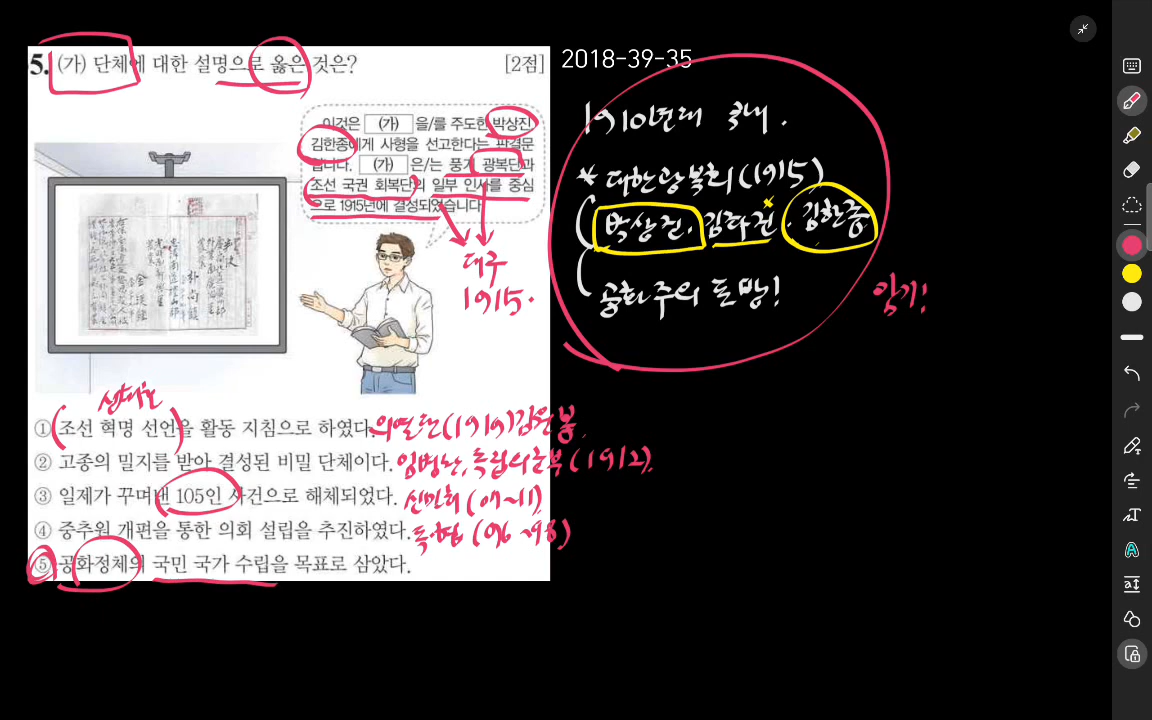 5. (가) 단체에 대한 설명으로 옳은 것은? [2점]
이것은 (가) 을/를 주도한 박상진
김한종에게 사형을 선고한다는 판결문
입니다. (가) 은/는 풍기 광복단과
조선 국권 회복단의 일부 인사를 중심
으로 1915년에 결성되었습니다.
대구
1915.
신채호
① 조선 혁명 선언을 활동 지침으로 하였다. 의열단(1919)김원봉.
② 고종의 밀지를 받아 결성된 비밀 단체이다. 임병찬, 독립의군부(1912).
③ 일제가 꾸며낸 105인 사건으로 해체되었다. 신민회(07~11)
④ 중추원 개편을 통한 의회 설립을 추진하였다. 독·협(96~98)
⑤ 공화정체의 국민 국가 수립을 목표로 삼았다.
2018-39-35
1910년대 국내.
* 대한광복회(1915)
박상진. 김좌진. 김한종
공화주의 표방!
암기!